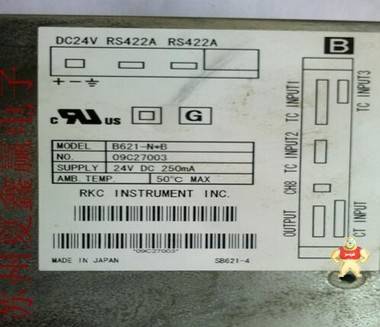 DC24V RS422A RS422A
B
+ -
c UL US
G
MODEL B621-N*B
NO. 09C27003
SUPPLY 24V DC 250mA
AMB. TEMP. 50°C MAX
RKC INSTRUMENT INC.
*09C27003*
MADE IN JAPAN SB621-4
TC INPUT1
TC INPUT3
TC INPUT2
CH8
OUTPUT
CT INPUT